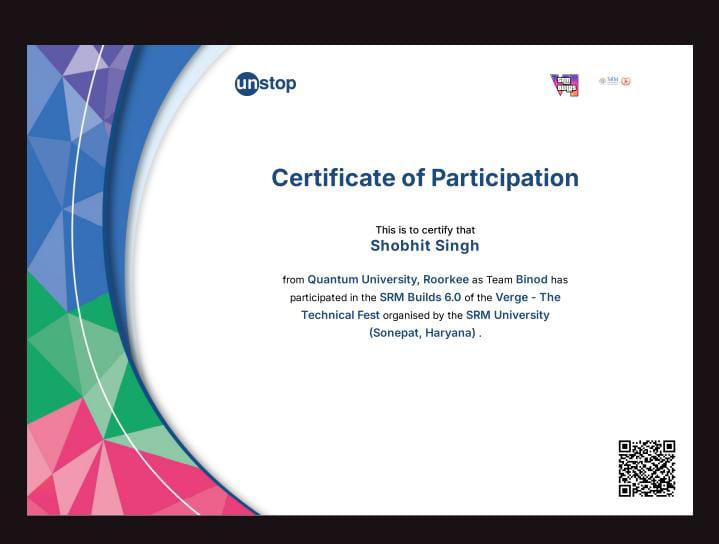 unstop
SRM
Certificate of Participation
This is to certify that
Shobhit Singh
from Quantum University, Roorkee as Team Binod has
participated in the SRM Builds 6.0 of the Verge - The
Technical Fest organised by the SRM University
(Sonepat, Haryana) .